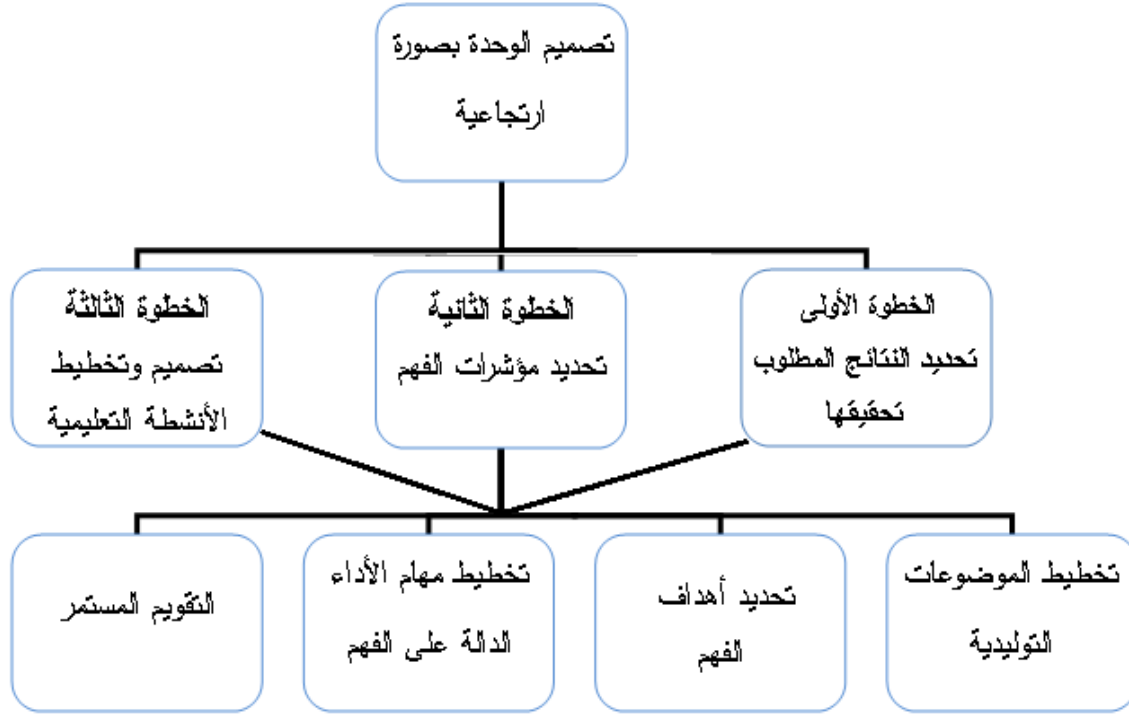 تصميم الوحدة بصورة
ارتجاعية
الخطوة الأولى
تحديد النتائج المطلوب
تحقيقها
الخطوة الثانية
تحديد مؤشرات الفهم
الخطوة الثالثة
تصميم وتخطيط
الأنشطة التعليمية
تخطيط الموضوعات
التوليدية
تحديد أهداف
الفهم
تخطيط مهام الأداء
الدالة على الفهم
التقويم المستمر